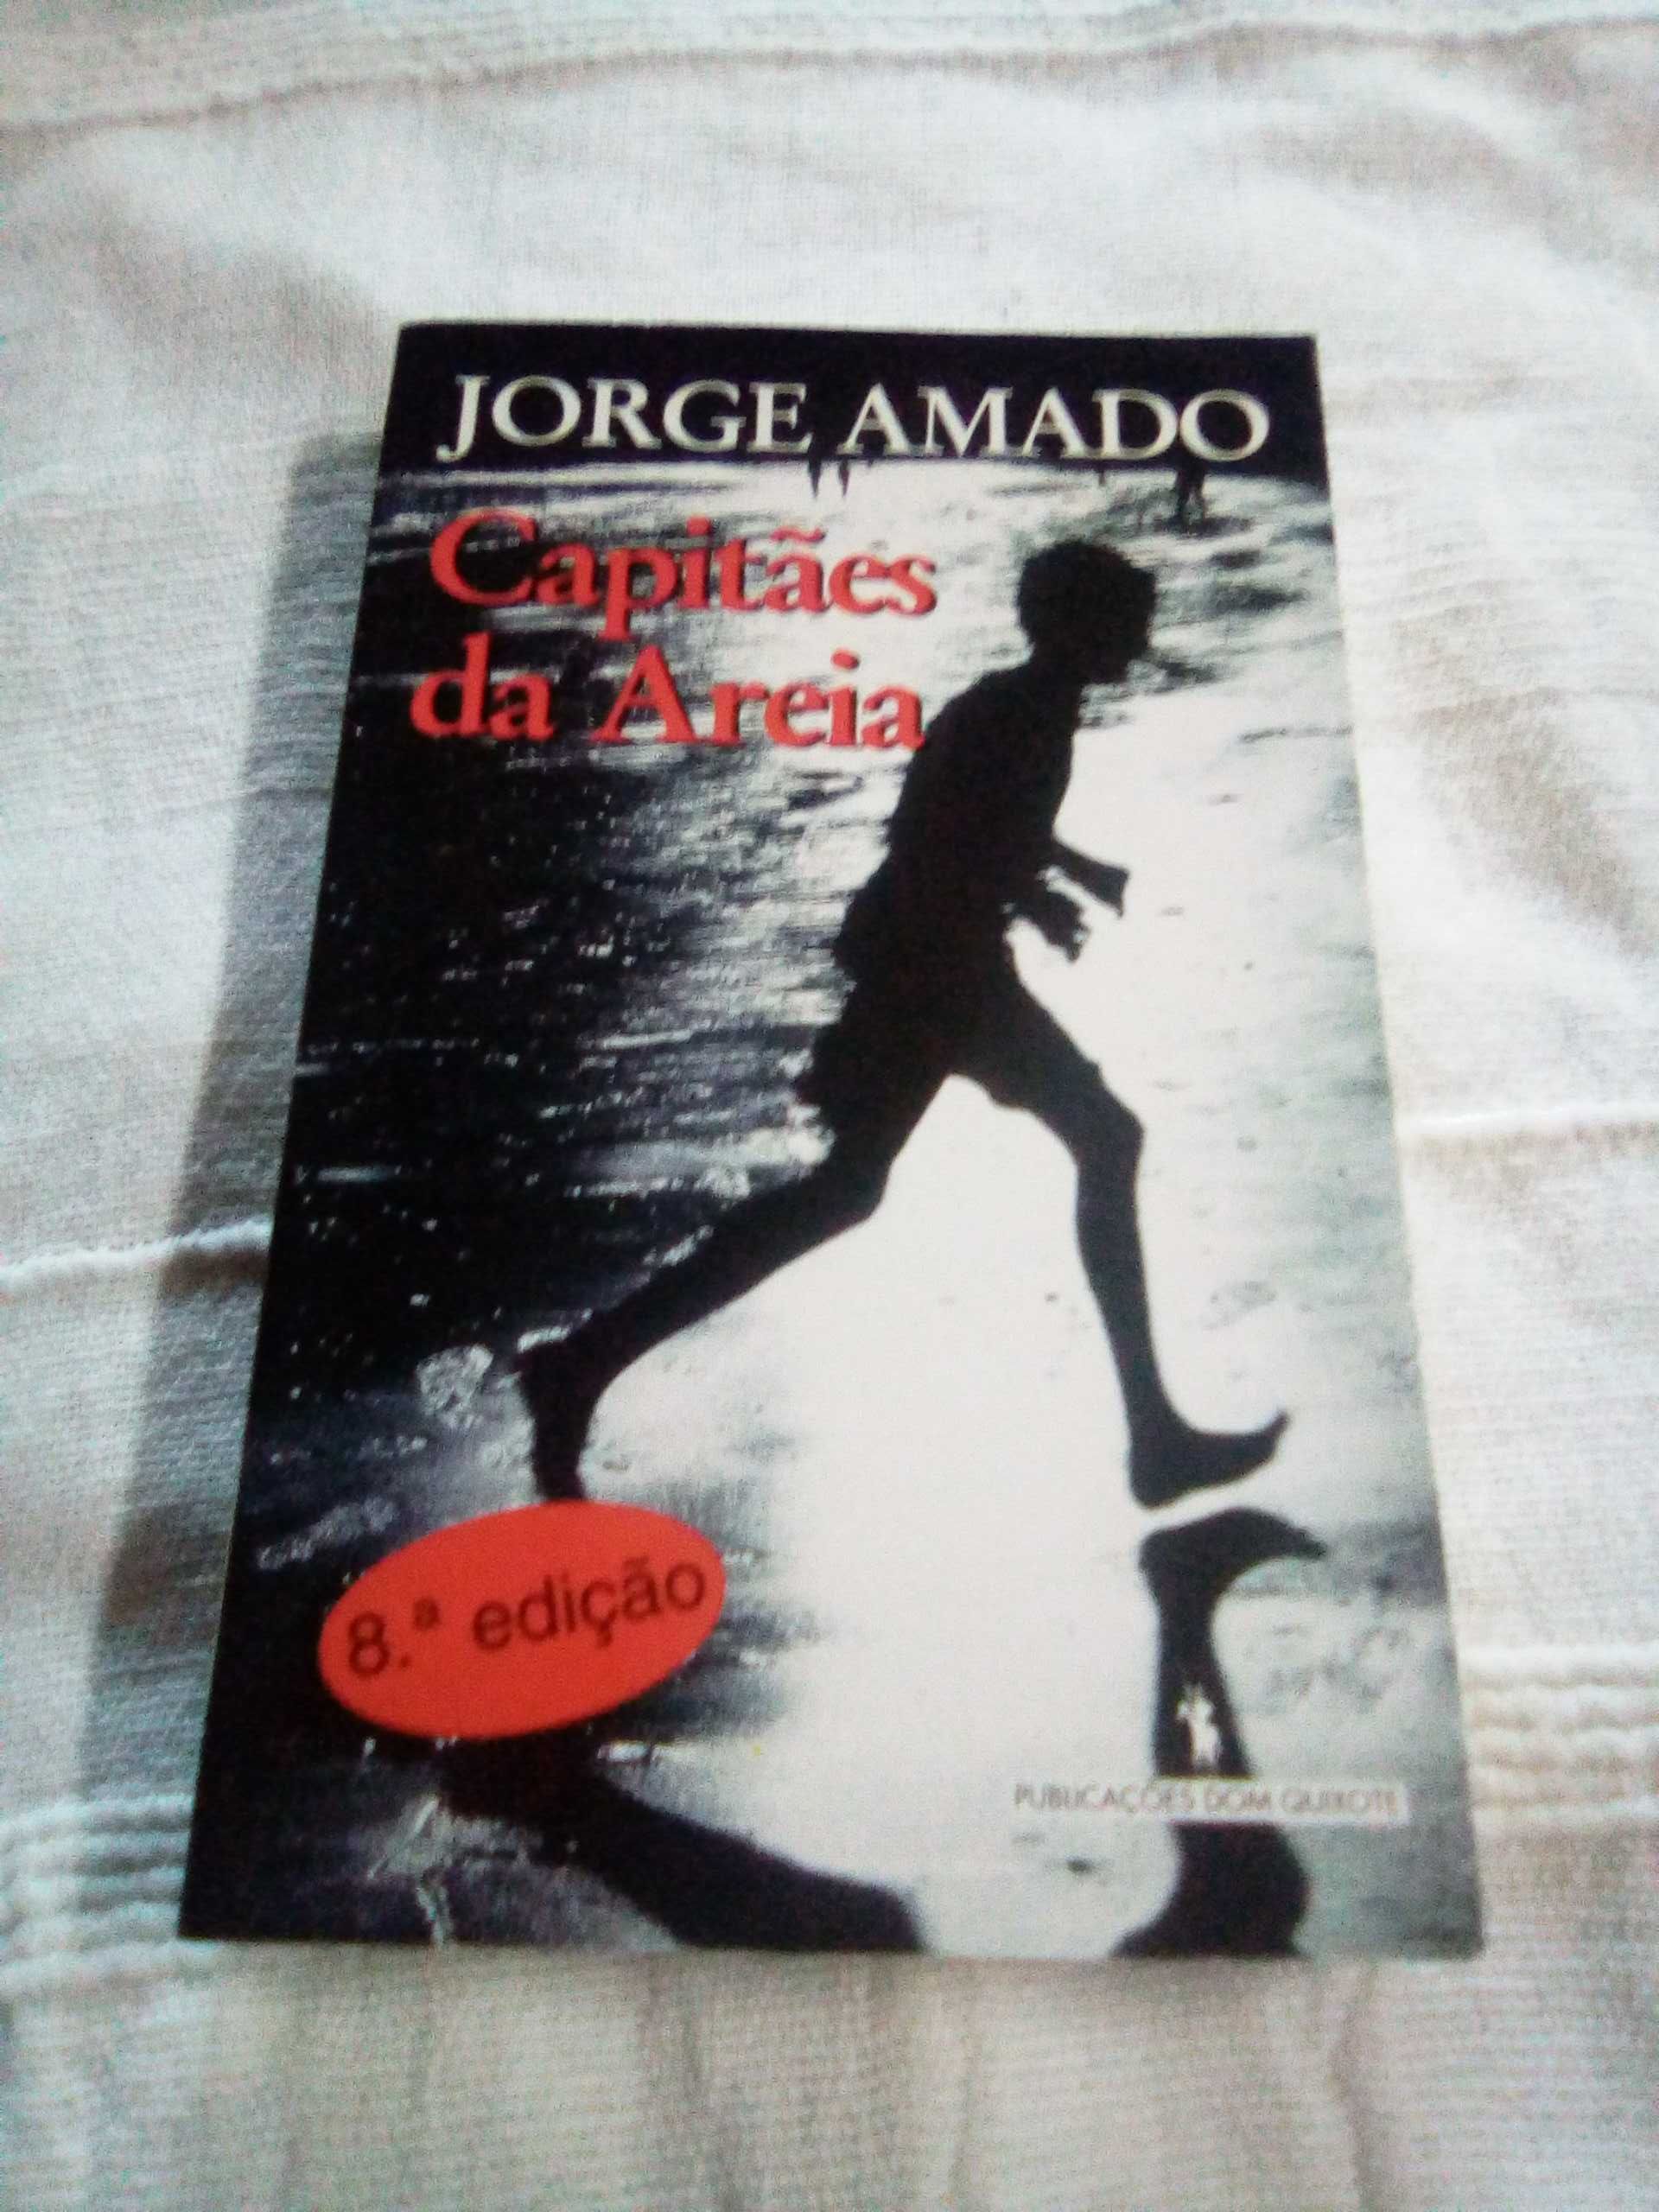 JORGE AMADO
Capitães
da Areia
8.ª edição
PUBLICAÇÕES DOM QUIXOTE